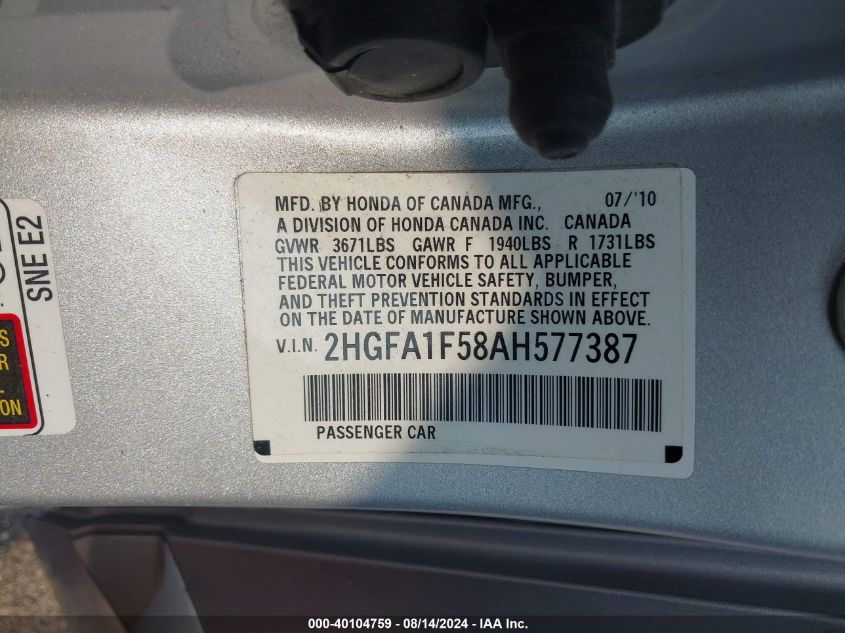 MFD. BY HONDA OF CANADA MFG., 07/'10
A DIVISION OF HONDA CANADA INC. CANADA
GVWR 3671LBS GAWR F 1940LBS R 1731LBS
THIS VEHICLE CONFORMS TO ALL APPLICABLE
FEDERAL MOTOR VEHICLE SAFETY, BUMPER,
AND THEFT PREVENTION STANDARDS IN EFFECT
ON THE DATE OF MANUFACTURE SHOWN ABOVE.
V.I.N. 2HGFA1F58AH577387
PASSENGER CAR
SNE E2
000-40104759 - 08/14/2024 - IAA Inc.